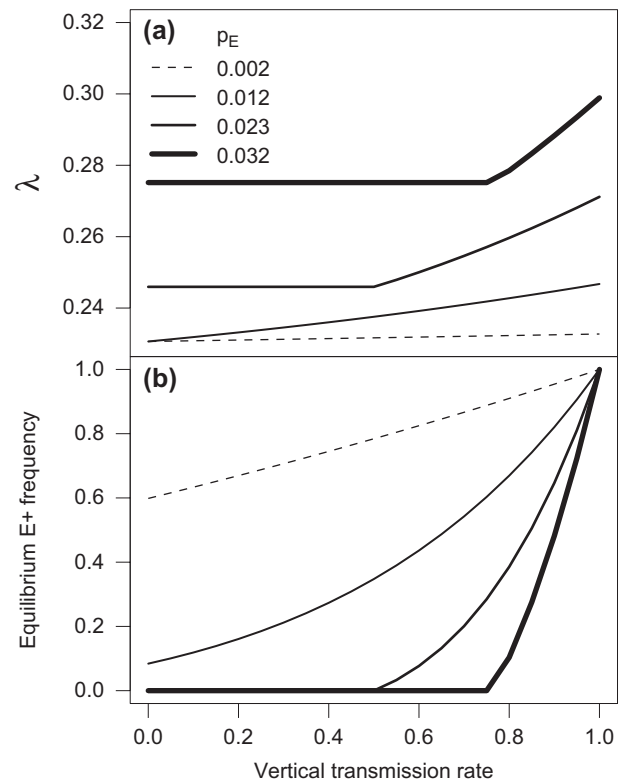 0.32
(a)
p_E
0.002
0.012
0.023
0.032
0.30
0.28
λ
0.26
0.24
1.0
(b)
0.8
0.6
0.4
0.2
0.0
Equilibrium E+ frequency
0.0 0.2 0.4 0.6 0.8 1.0
Vertical transmission rate